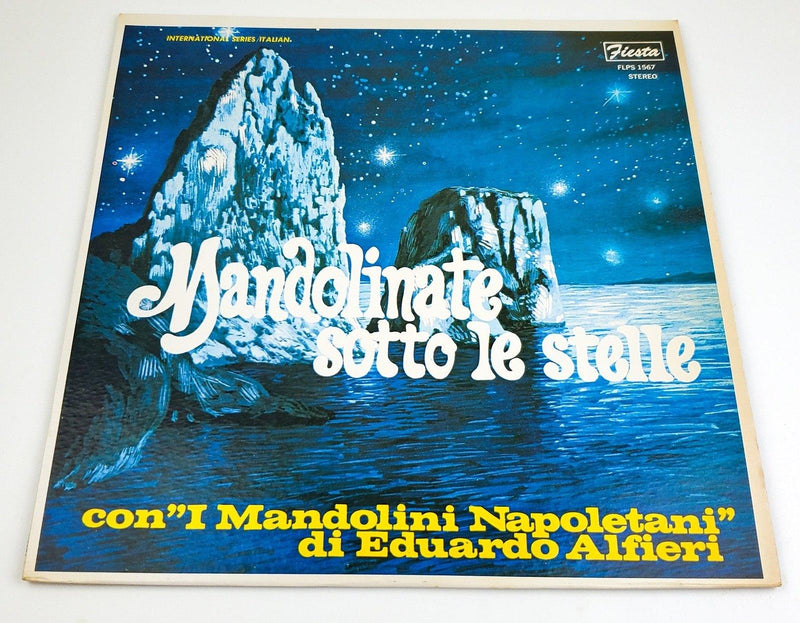 INTERNATIONAL SERIES/ITALIAN.
Fiesta
FLPS 1567
STEREO
Mandolinate
sotto le stelle
con"I Mandolini Napoletani"
di Eduardo Alfieri